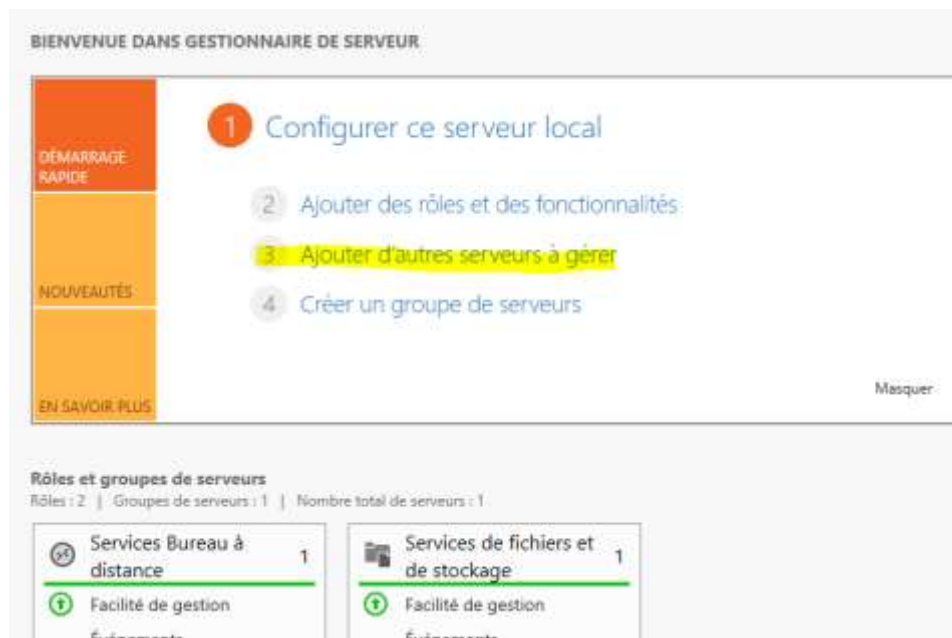 BIENVENUE DANS GESTIONNAIRE DE SERVEUR
DÉMARRAGE
RAPIDE
NOUVEAUTÉS
EN SAVOIR PLUS
1 Configurer ce serveur local
2 Ajouter des rôles et des fonctionnalités
3 Ajouter d'autres serveurs à gérer
4 Créer un groupe de serveurs
Masquer
Rôles et groupes de serveurs
Rôles : 2 | Groupes de serveurs : 1 | Nombre total de serveurs : 1
Services Bureau à
distance
1
Facilité de gestion
Événements
Services de fichiers et
de stockage
1
Facilité de gestion
Événements